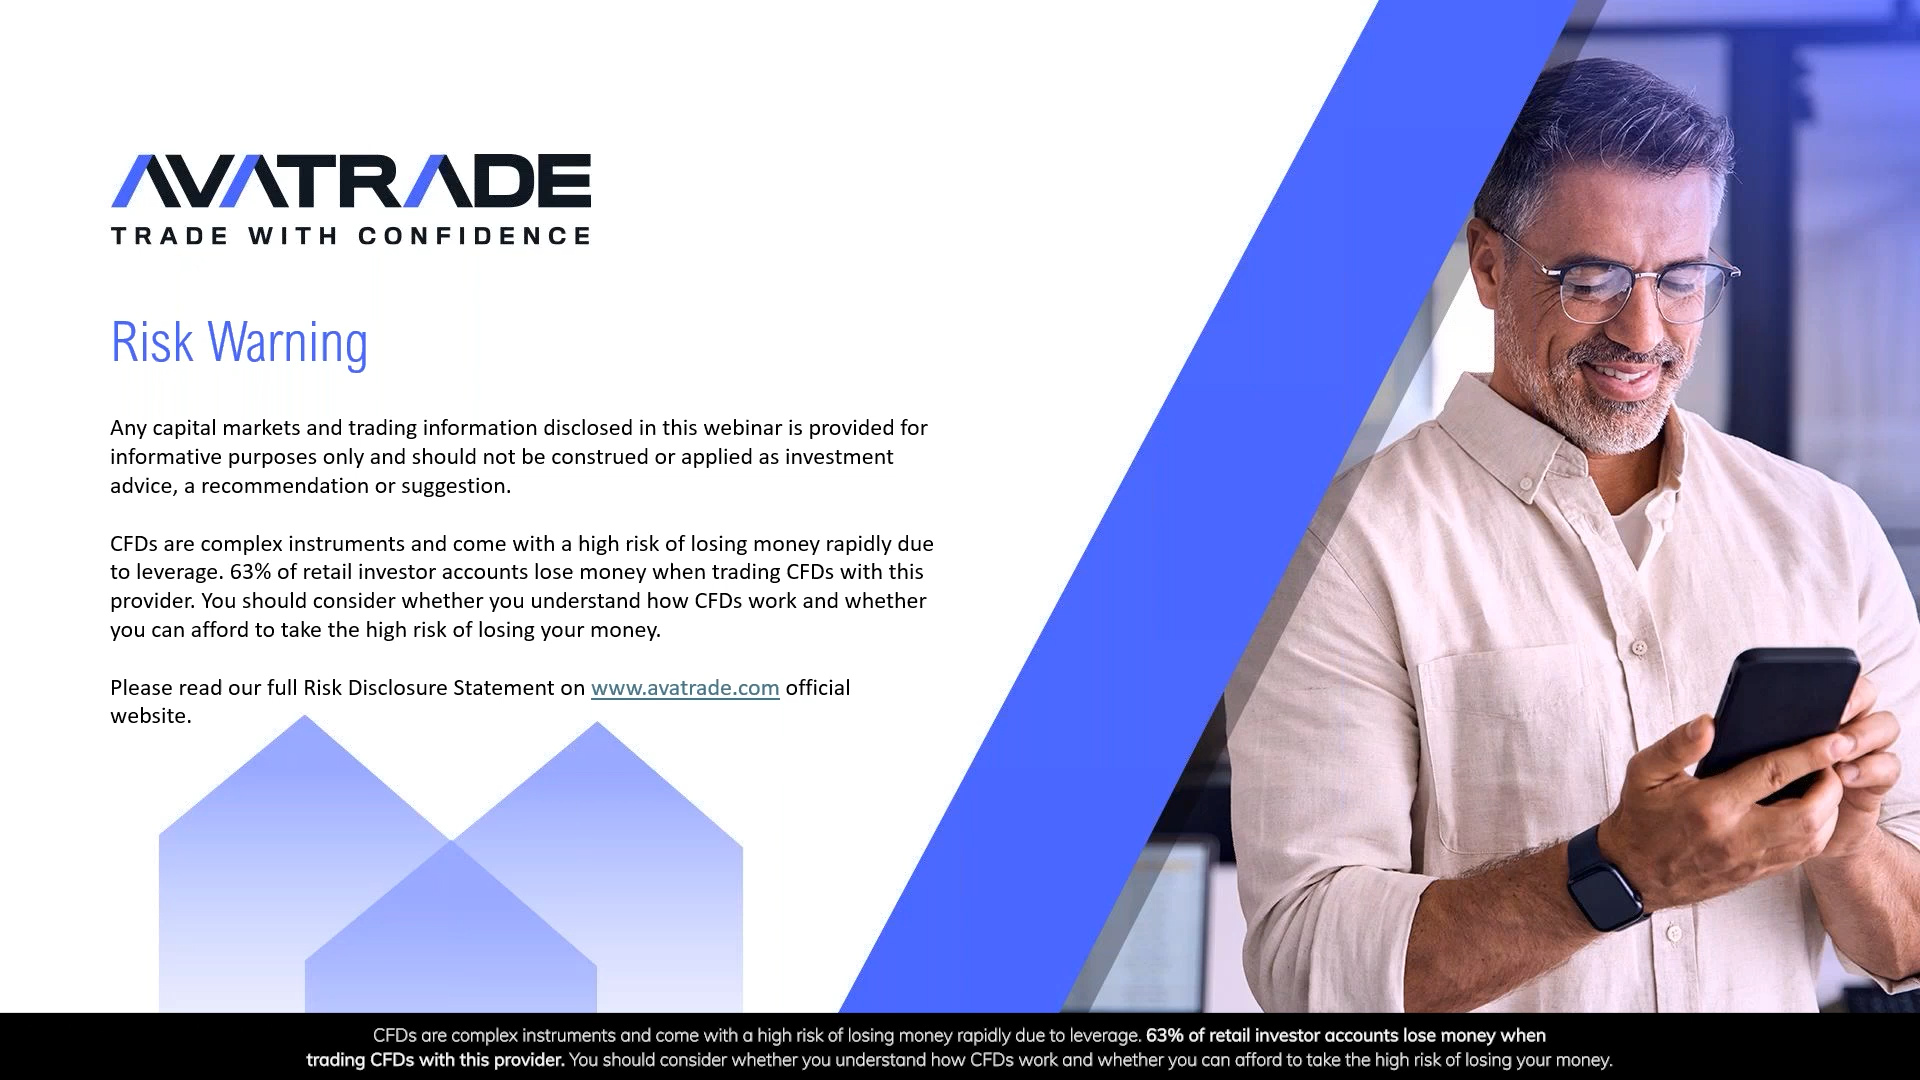 AVATRADE
TRADE WITH CONFIDENCE
Risk Warning
Any capital markets and trading information disclosed in this webinar is provided for
informative purposes only and should not be construed or applied as investment
advice, a recommendation or suggestion.
CFDs are complex instruments and come with a high risk of losing money rapidly due
to leverage. 63% of retail investor accounts lose money when trading CFDs with this
provider. You should consider whether you understand how CFDs work and whether
you can afford to take the high risk of losing your money.
Please read our full Risk Disclosure Statement on www.avatrade.com official
website.
CFDs are complex instruments and come with a high risk of losing money rapidly due to leverage. 63% of retail investor accounts lose money when
trading CFDs with this provider. You should consider whether you understand how CFDs work and whether you can afford to take the high risk of losing your money.